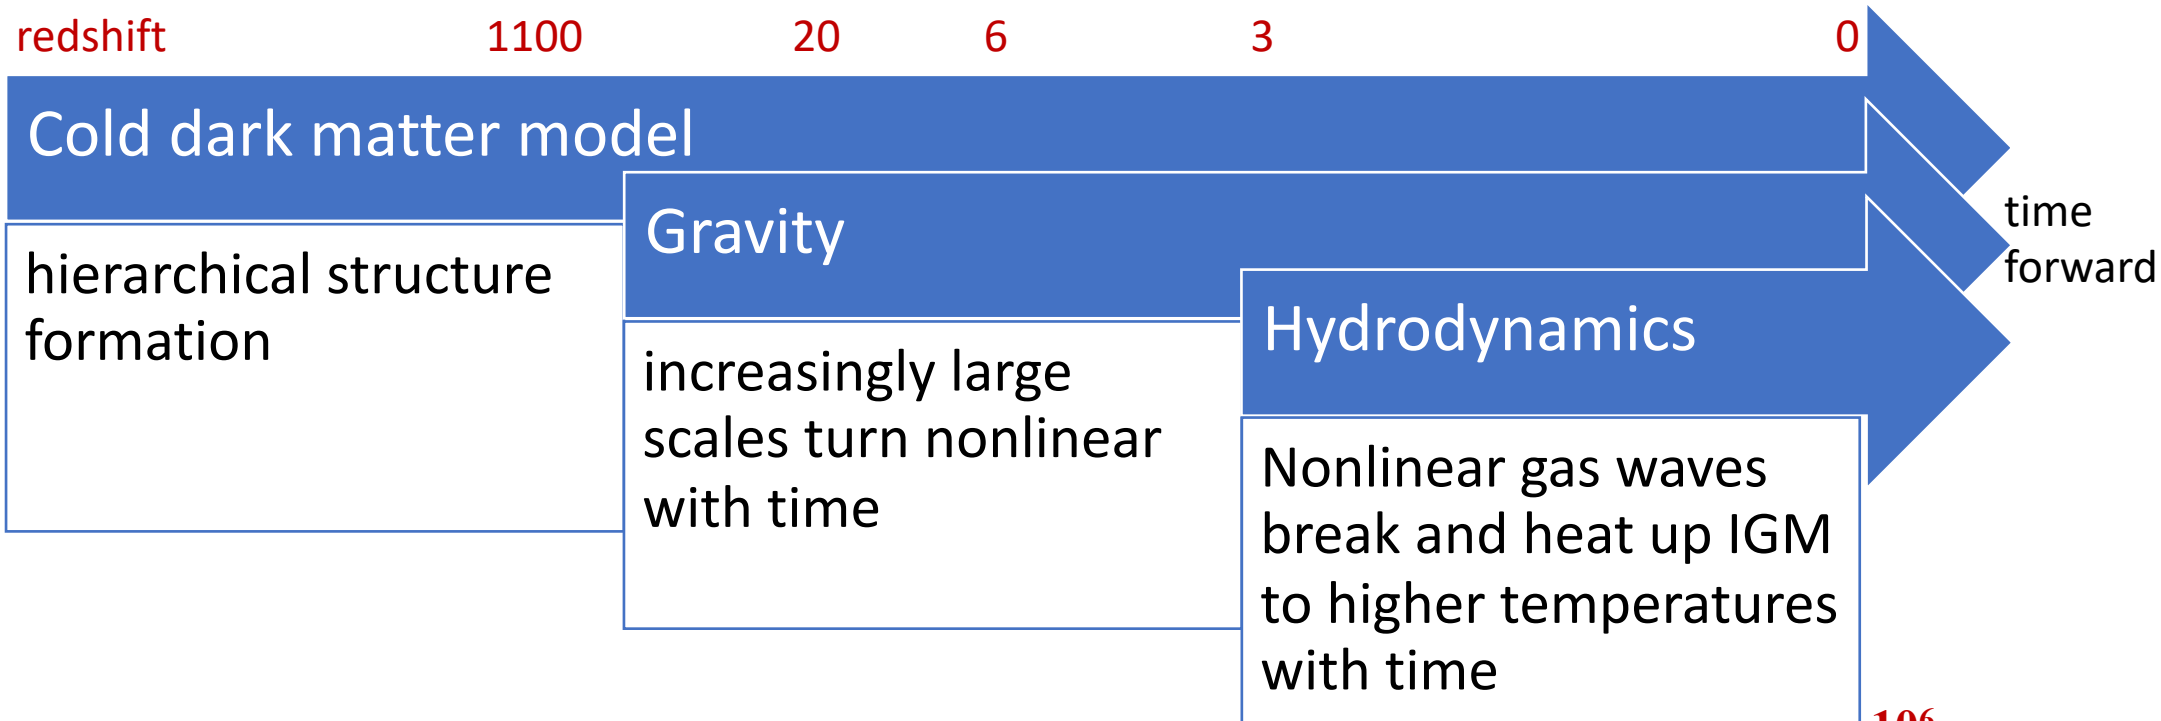 redshift 1100 20 6 3 0
Cold dark matter model
hierarchical structure
formation
Gravity
increasingly large
scales turn nonlinear
with time
Hydrodynamics
Nonlinear gas waves
break and heat up IGM
to higher temperatures
with time
time
forward